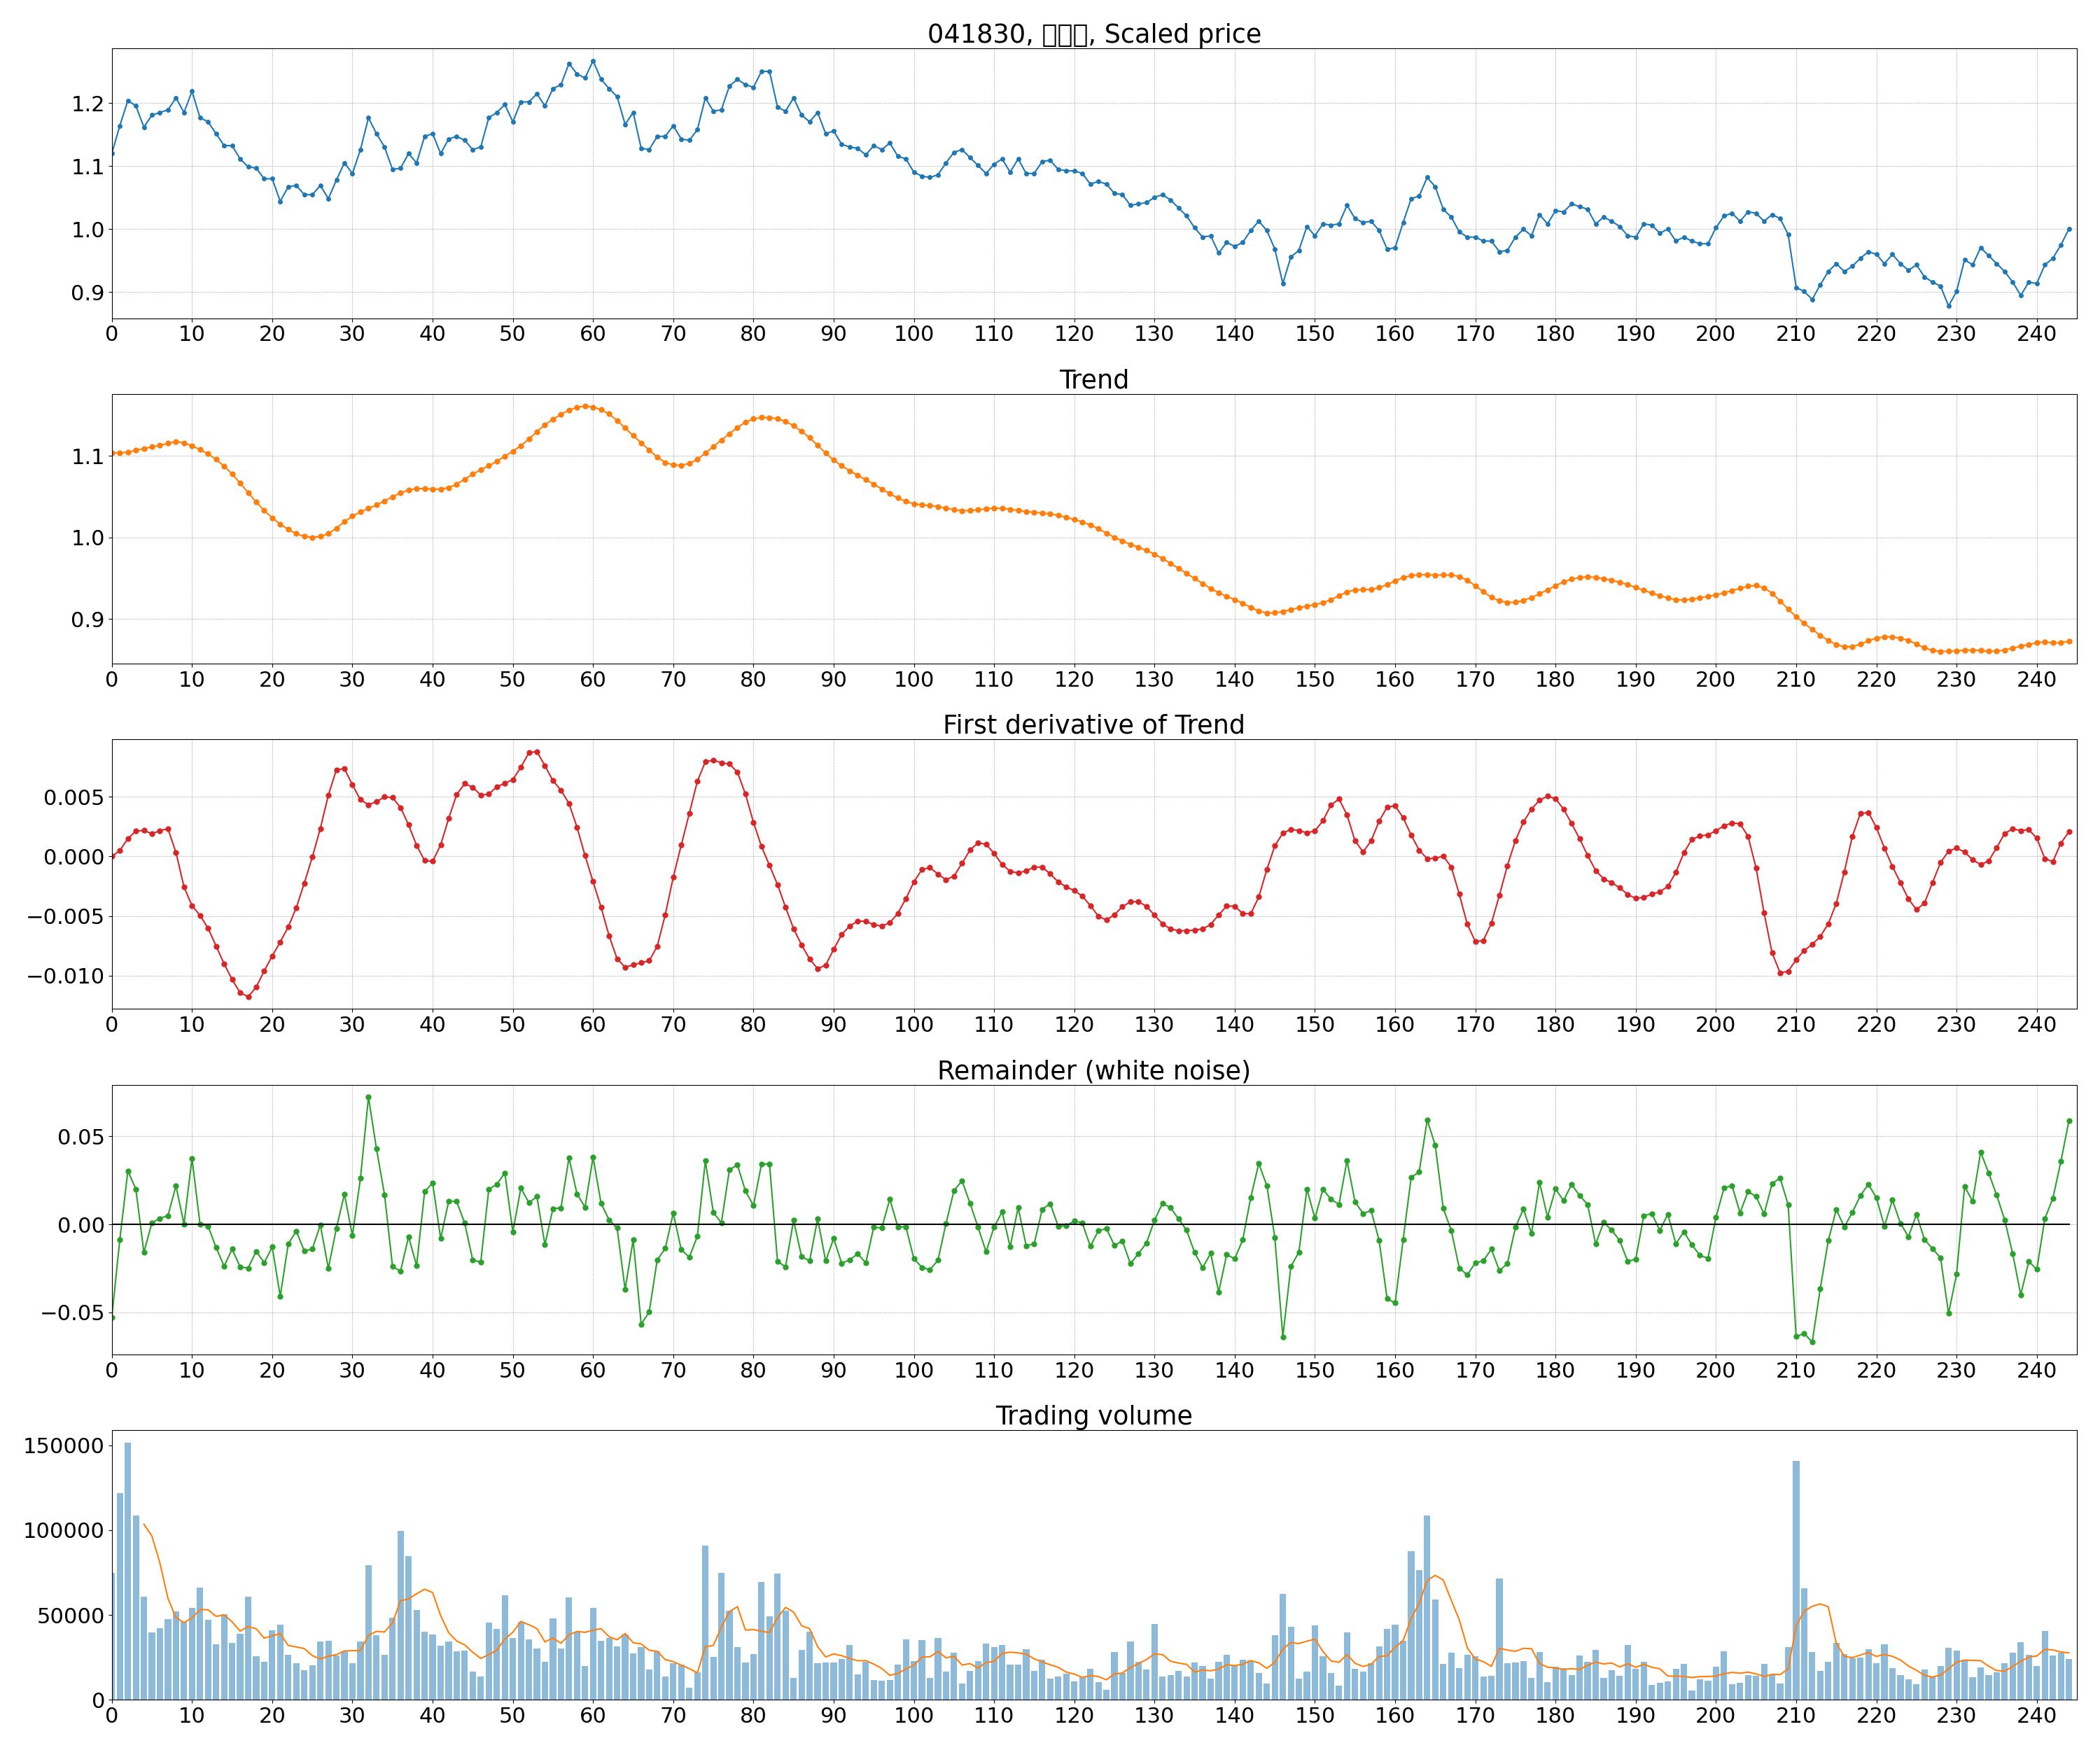 041830, □□□, Scaled price
1.2
1.1
1.0
0.9
0 10 20 30 40 50 60 70 80 90 100 110 120 130 140 150 160 170 180 190 200 210 220 230 240
Trend
1.1
1.0
0.9
0 10 20 30 40 50 60 70 80 90 100 110 120 130 140 150 160 170 180 190 200 210 220 230 240
First derivative of Trend
0.005
0.000
−0.005
−0.010
0 10 20 30 40 50 60 70 80 90 100 110 120 130 140 150 160 170 180 190 200 210 220 230 240
Remainder (white noise)
0.05
0.00
−0.05
0 10 20 30 40 50 60 70 80 90 100 110 120 130 140 150 160 170 180 190 200 210 220 230 240
Trading volume
150000
100000
50000
0
0 10 20 30 40 50 60 70 80 90 100 110 120 130 140 150 160 170 180 190 200 210 220 230 240